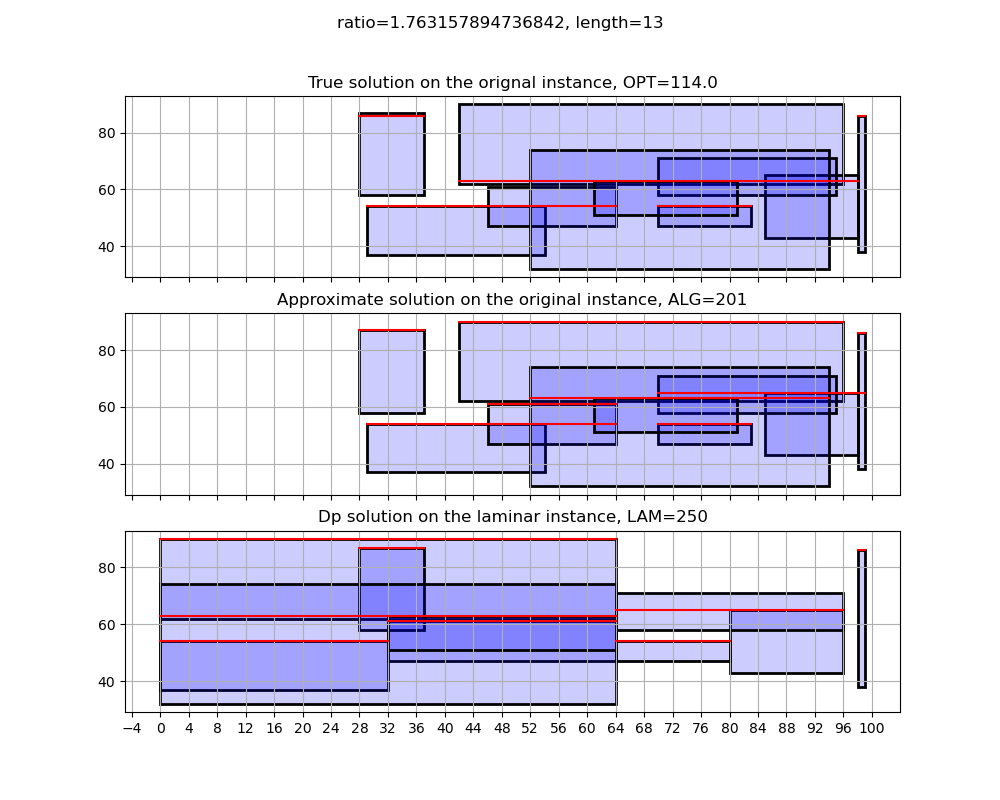 ratio=1.763157894736842, length=13
True solution on the orignal instance, OPT=114.0
80
60
40
Approximate solution on the original instance, ALG=201
80
60
40
Dp solution on the laminar instance, LAM=250
80
60
40
−4 0 4 8 12 16 20 24 28 32 36 40 44 48 52 56 60 64 68 72 76 80 84 88 92 96 100